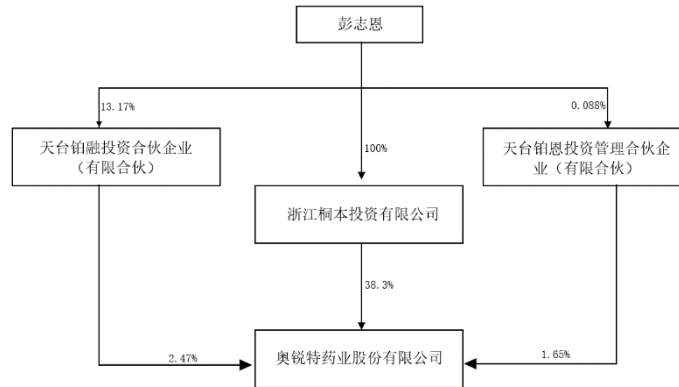 彭志恩
13.17%
0.088%
天台铂融投资合伙企业
（有限合伙）
100%
天台铂恩投资管理合伙企
业（有限合伙）
浙江桐本投资有限公司
38.3%
2.47%
奥锐特药业股份有限公司
1.65%